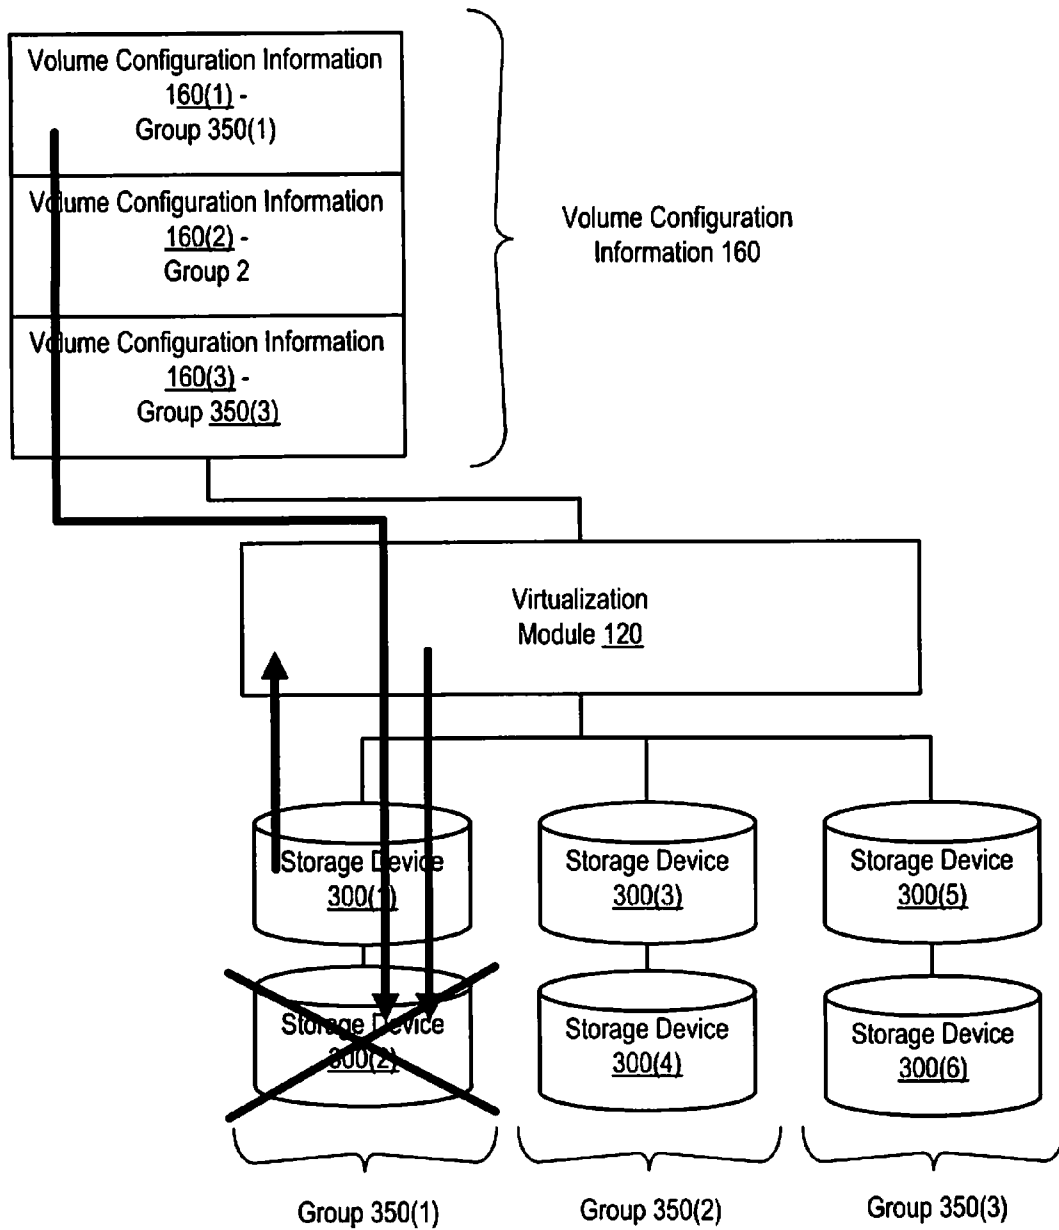 Volume Configuration Information
160(1) -
Group 350(1)
Volume Configuration Information
160(2) -
Group 2
Volume Configuration Information
160(3) -
Group 350(3)
Volume Configuration
Information 160
Virtualization
Module 120
Storage Device
300(1)
Storage Device
300(3)
Storage Device
300(5)
Storage Device
300(2)
Storage Device
300(4)
Storage Device
300(6)
Group 350(1)
Group 350(2)
Group 350(3)